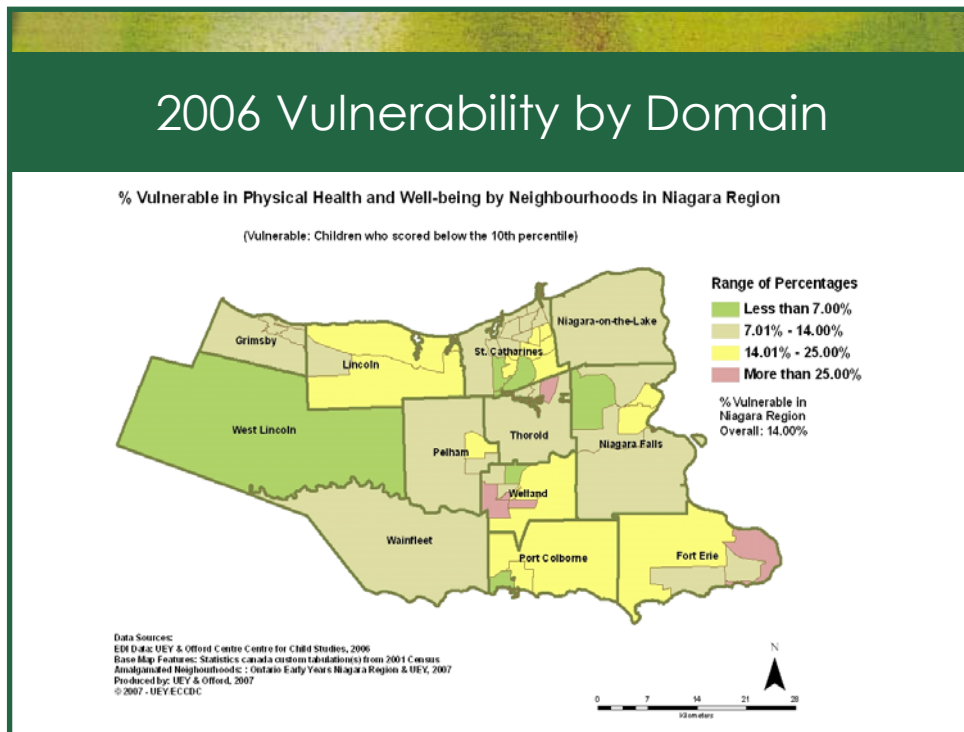 2006 Vulnerability by Domain
% Vulnerable in Physical Health and Well-being by Neighbourhoods in Niagara Region
(Vulnerable: Children who scored below the 10th percentile)
Range of Percentages
Less than 7.00%
7.01% - 14.00%
14.01% - 25.00%
More than 25.00%
% Vulnerable in
Niagara Region
Overall: 14.00%
Grimsby
Lincoln
St. Catharines
Niagara-on-the-Lake
West Lincoln
Pelham
Thorold
Niagara Falls
Welland
Wainfleet
Port Colborne
Fort Erie
Data Sources:
EDI Data: UEY & Offord Centre Centre for Child Studies, 2006
Base Map Features: Statistics canada custom tabulation(s) from 2001 Census
Amalgamated Neighourhoods: : Ontario Early Years Niagara Region & UEY, 2007
Produced by: UEY & Offord, 2007
© 2007 - UEY-ECCDC
N
0 7 14 21 28
Kilometers